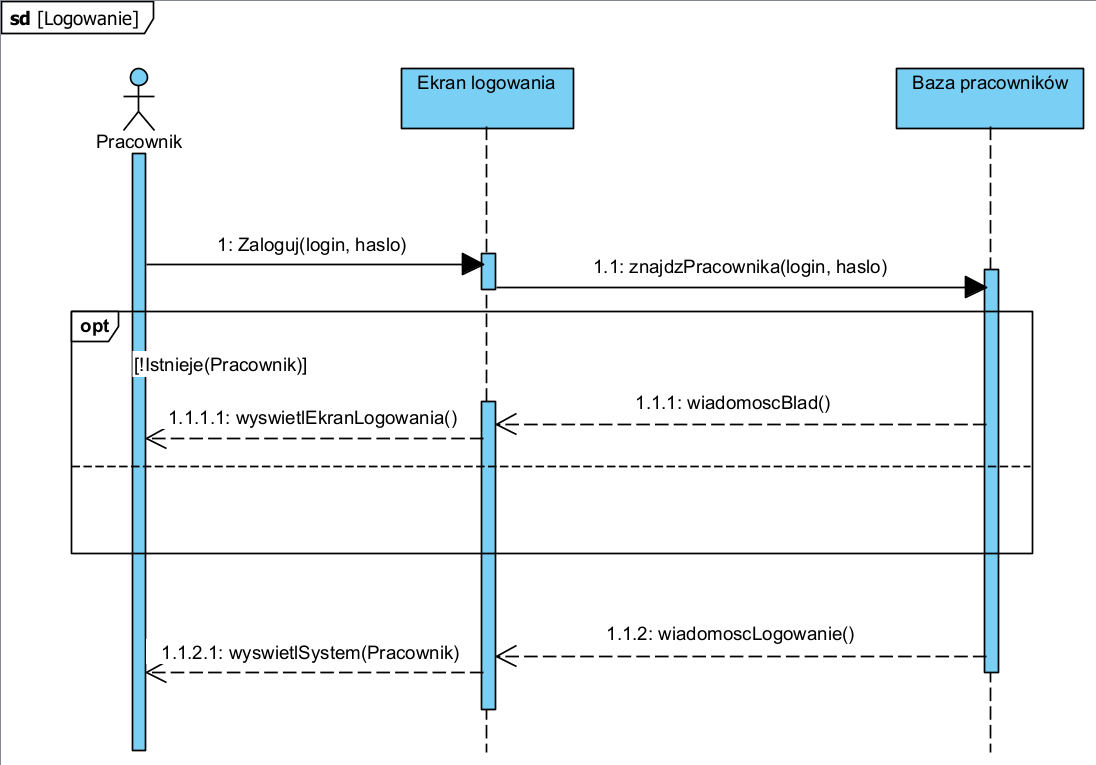 sd [Logowanie]
Pracownik
Ekran logowania
Baza pracowników
1: Zaloguj(login, haslo)
1.1: znajdzPracownika(login, haslo)
opt
[!Istnieje(Pracownik)]
1.1.1: wiadomoscBlad()
1.1.1.1: wyswietlEkranLogowania()
1.1.2: wiadomoscLogowanie()
1.1.2.1: wyswietlSystem(Pracownik)